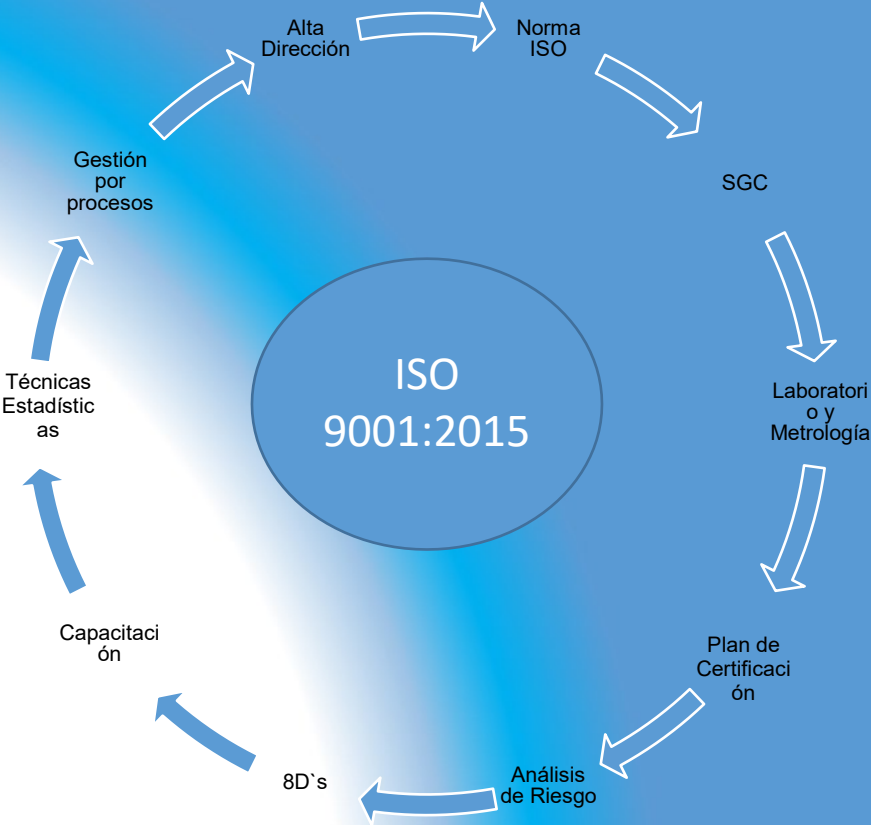 Alta
Dirección
Norma
ISO
SGC
Laboratori
o y
Metrología
Plan de
Certificaci
ón
Análisis
de Riesgo
8D`s
Capacitaci
ón
Técnicas
Estadístic
as
Gestión
por
procesos
ISO
9001:2015